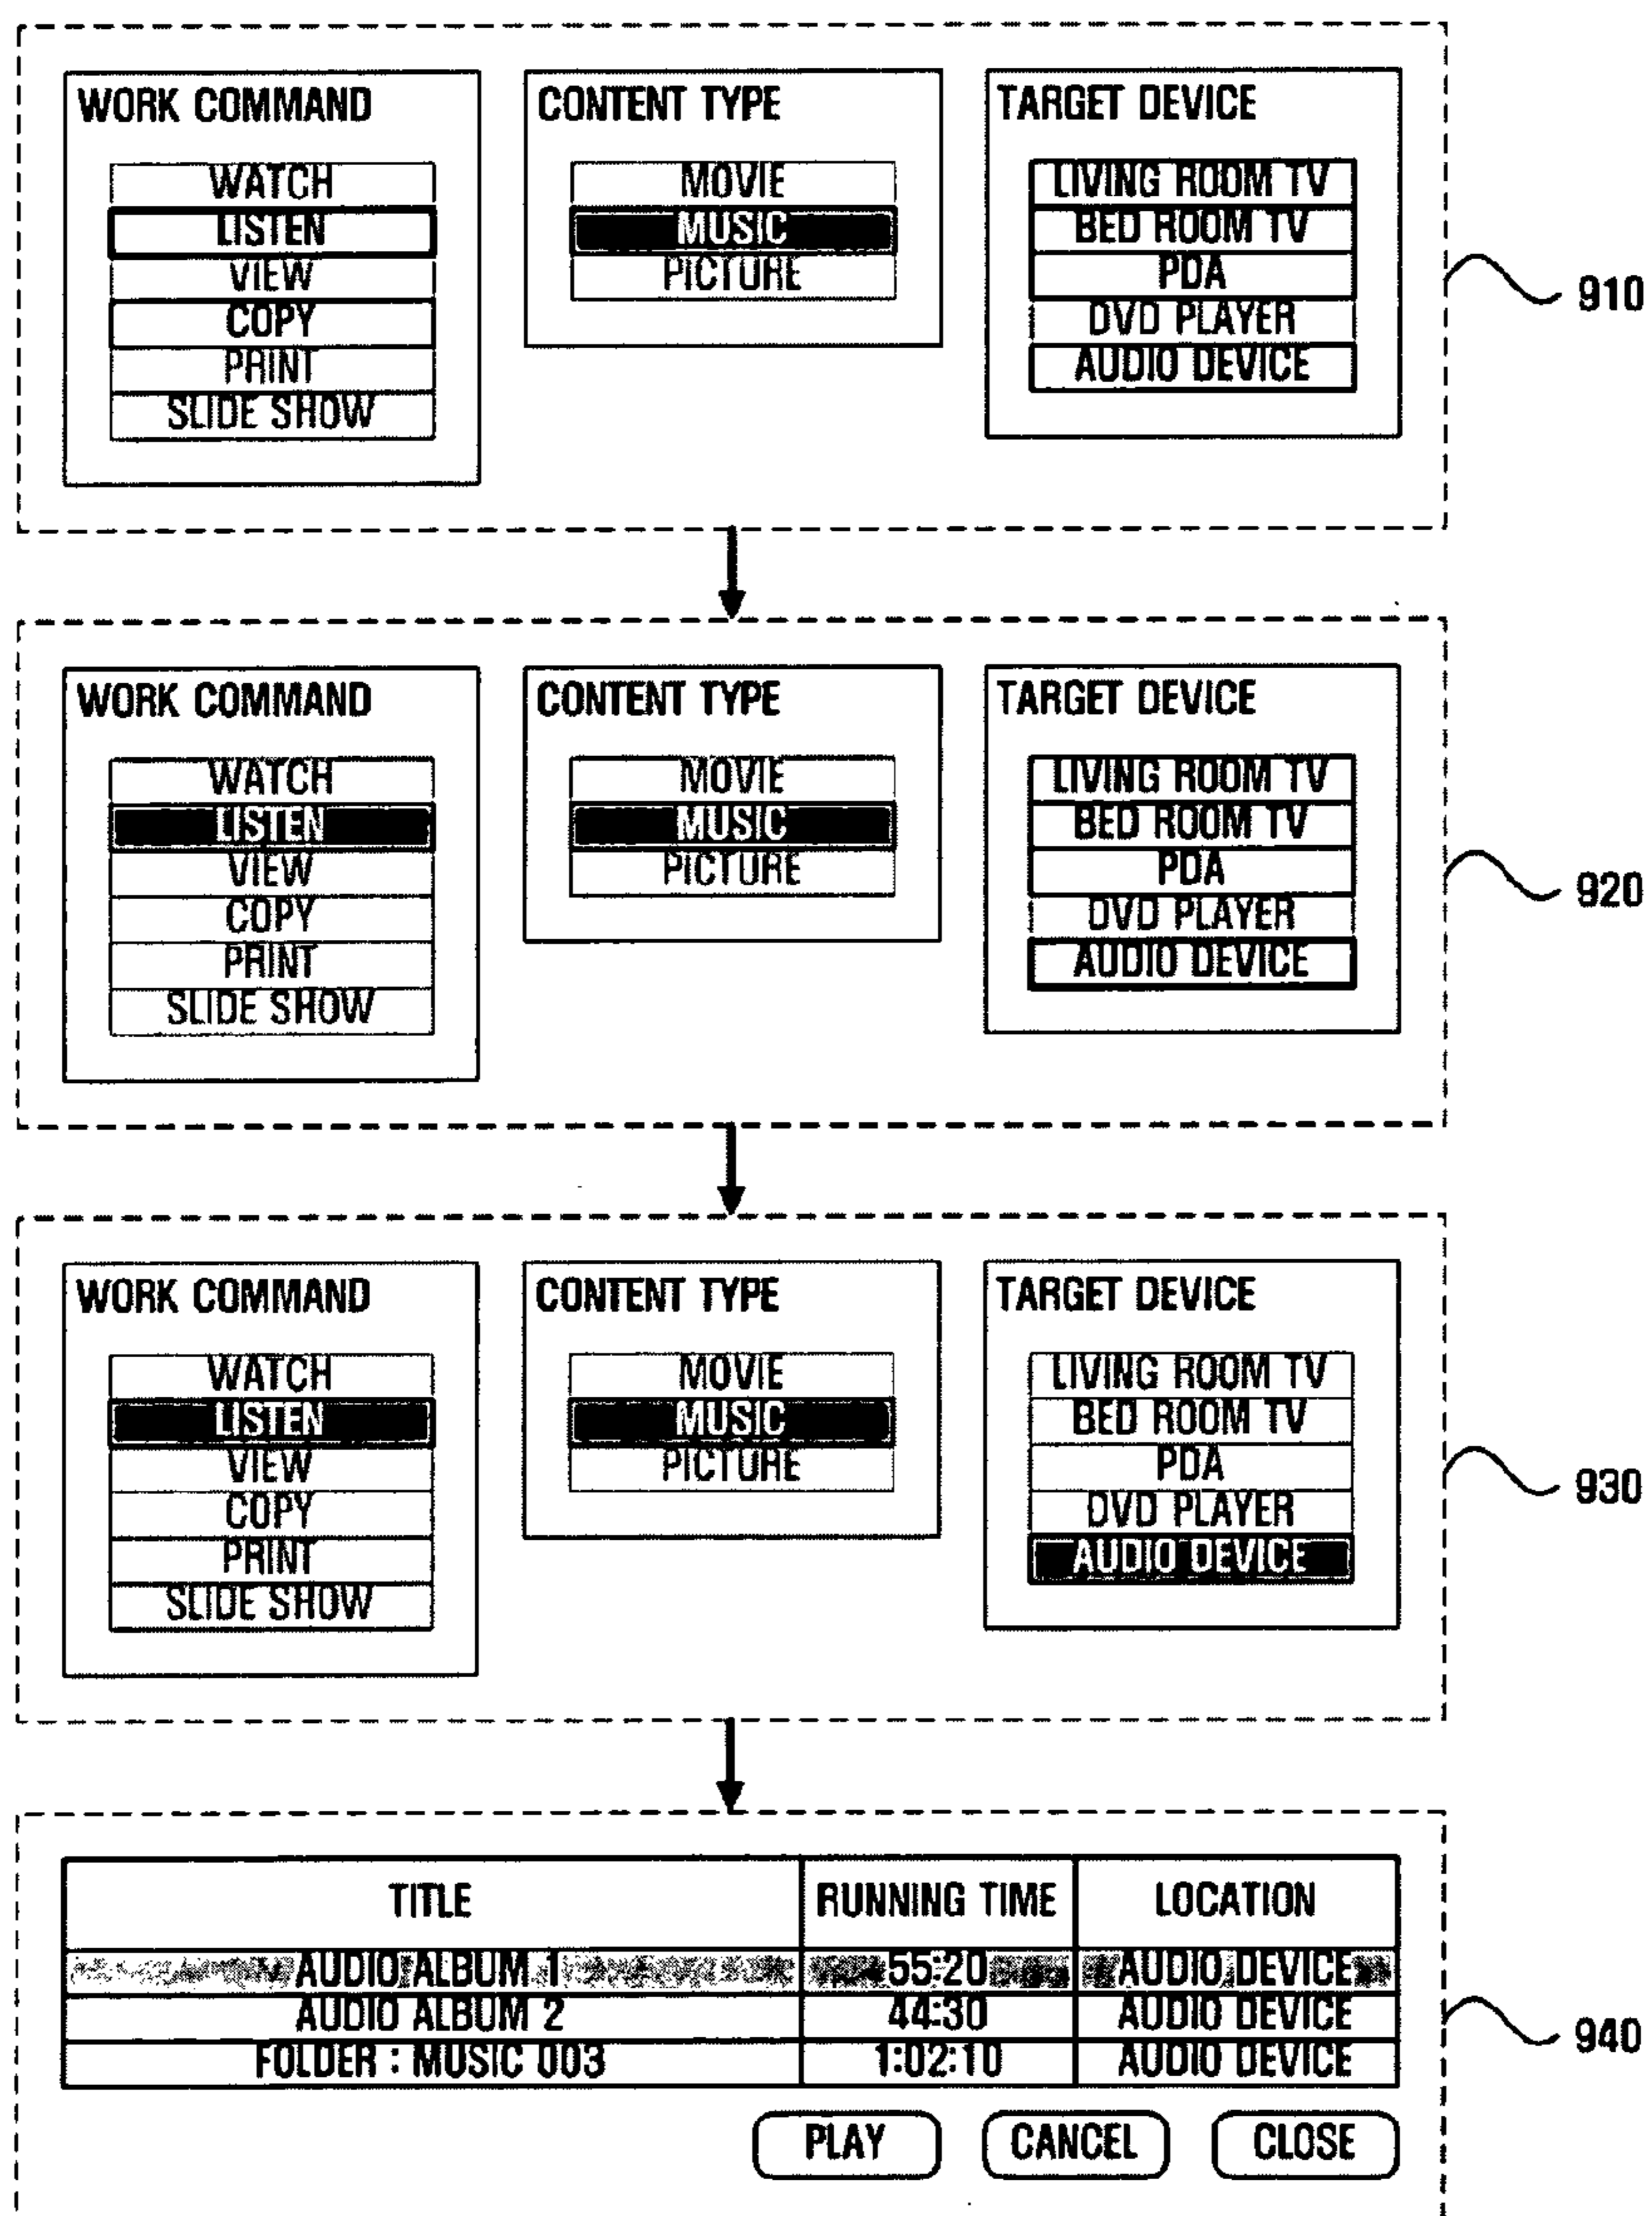 WORK COMMAND
WATCH
LISTEN
VIEW
COPY
PRINT
SLIDE SHOW
CONTENT TYPE
MOVIE
MUSIC
PICTURE
TARGET DEVICE
LIVING ROOM TV
BED ROOM TV
PDA
DVD PLAYER
AUDIO DEVICE
910
WORK COMMAND
WATCH
LISTEN
VIEW
COPY
PRINT
SLIDE SHOW
CONTENT TYPE
MOVIE
MUSIC
PICTURE
TARGET DEVICE
LIVING ROOM TV
BED ROOM TV
PDA
DVD PLAYER
AUDIO DEVICE
920
WORK COMMAND
WATCH
LISTEN
VIEW
COPY
PRINT
SLIDE SHOW
CONTENT TYPE
MOVIE
MUSIC
PICTURE
TARGET DEVICE
LIVING ROOM TV
BED ROOM TV
PDA
DVD PLAYER
AUDIO DEVICE
930
TITLE RUNNING TIME LOCATION
AUDIO ALBUM 1 55:20 AUDIO DEVICE
AUDIO ALBUM 2 44:30 AUDIO DEVICE
FOLDER : MUSIC 003 1:02:10 AUDIO DEVICE
940
PLAY CANCEL CLOSE